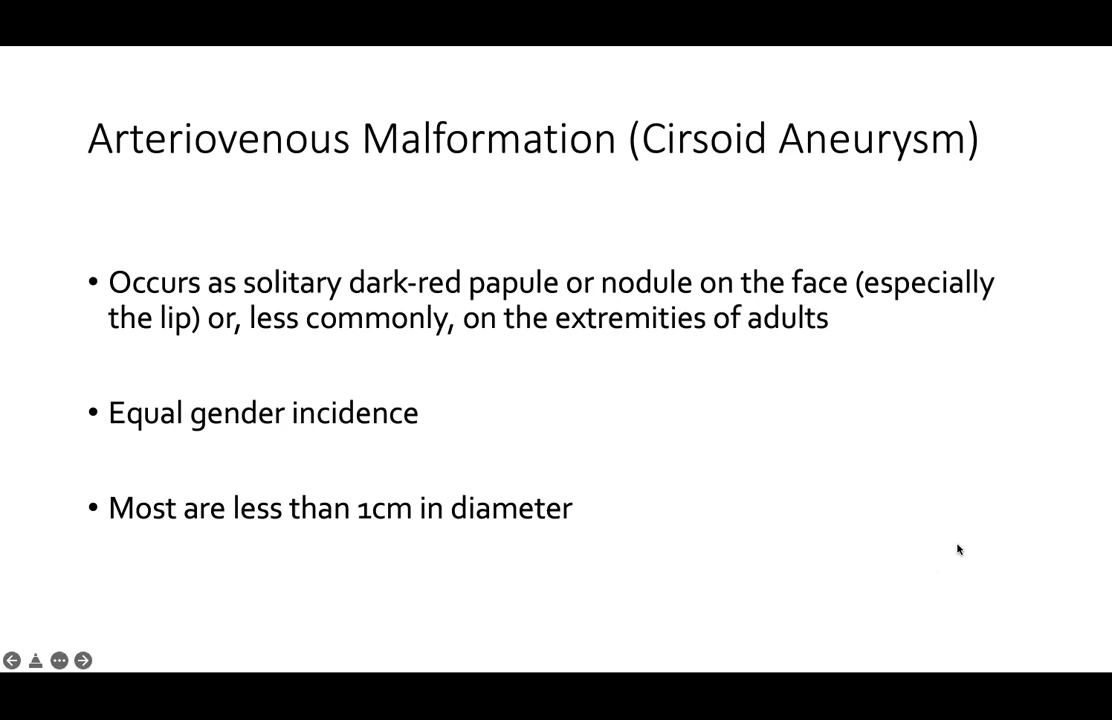 Arteriovenous Malformation (Cirsoid Aneurysm)
• Occurs as solitary dark-red papule or nodule on the face (especially
the lip) or, less commonly, on the extremities of adults
• Equal gender incidence
• Most are less than 1cm in diameter